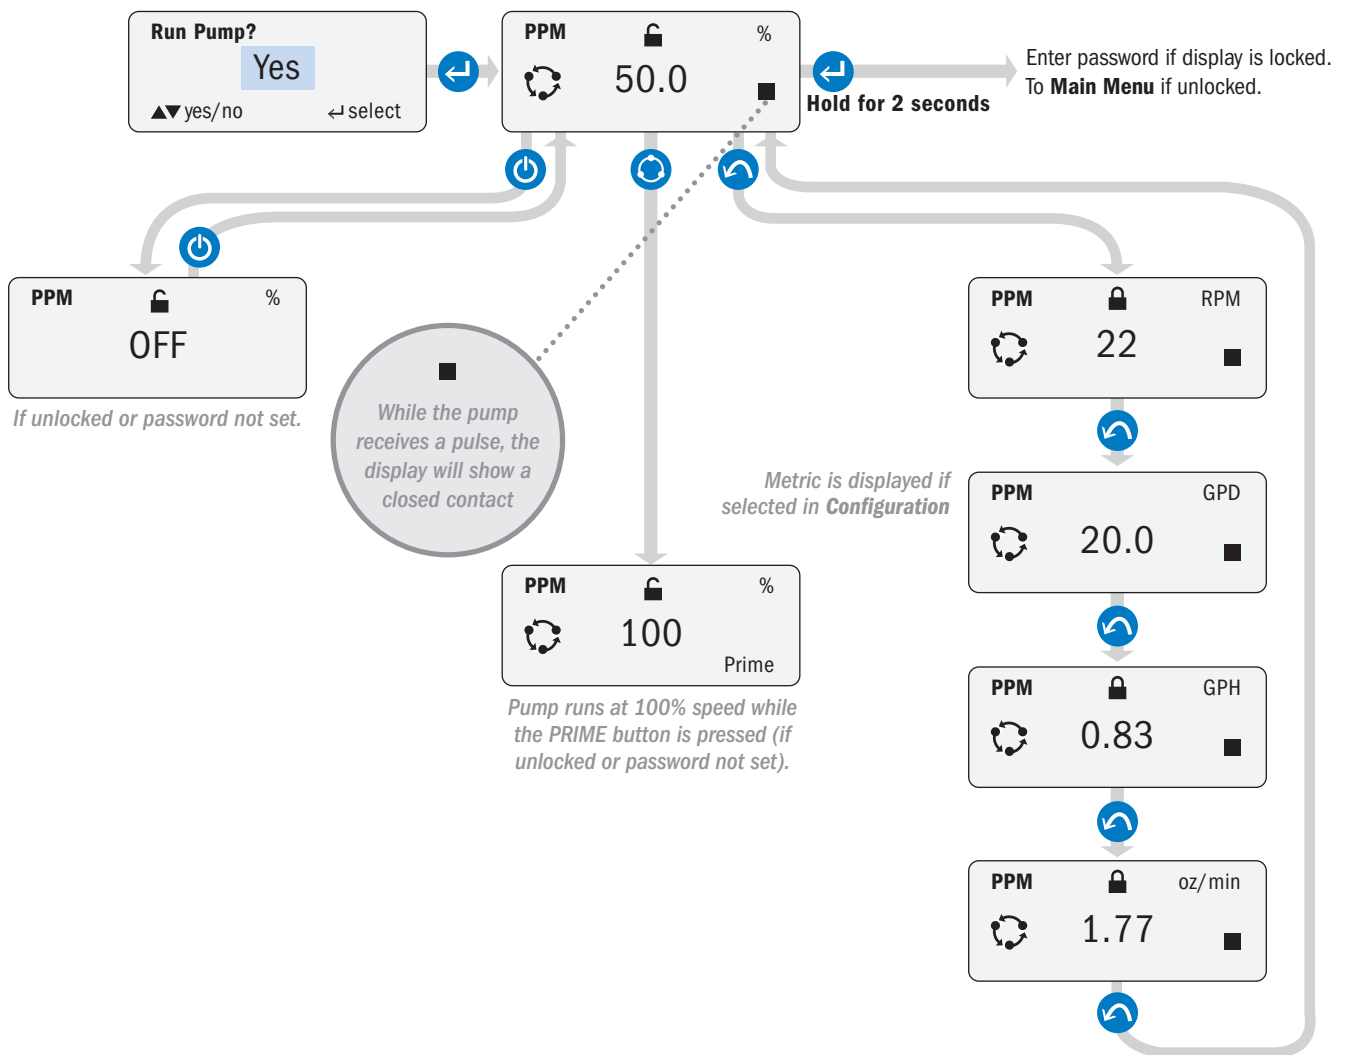 Run Pump?
Yes
▲▼ yes/no
↵ select
PPM
%
50.0
Hold for 2 seconds
Enter password if display is locked.
To Main Menu if unlocked.
PPM
%
OFF
If unlocked or password not set.
While the pump
receives a pulse, the
display will show a
closed contact
PPM
%
100
Prime
Pump runs at 100% speed while
the PRIME button is pressed (if
unlocked or password not set).
PPM
RPM
22
Metric is displayed if
selected in Configuration
PPM
GPD
20.0
PPM
GPH
0.83
PPM
oz/min
1.77